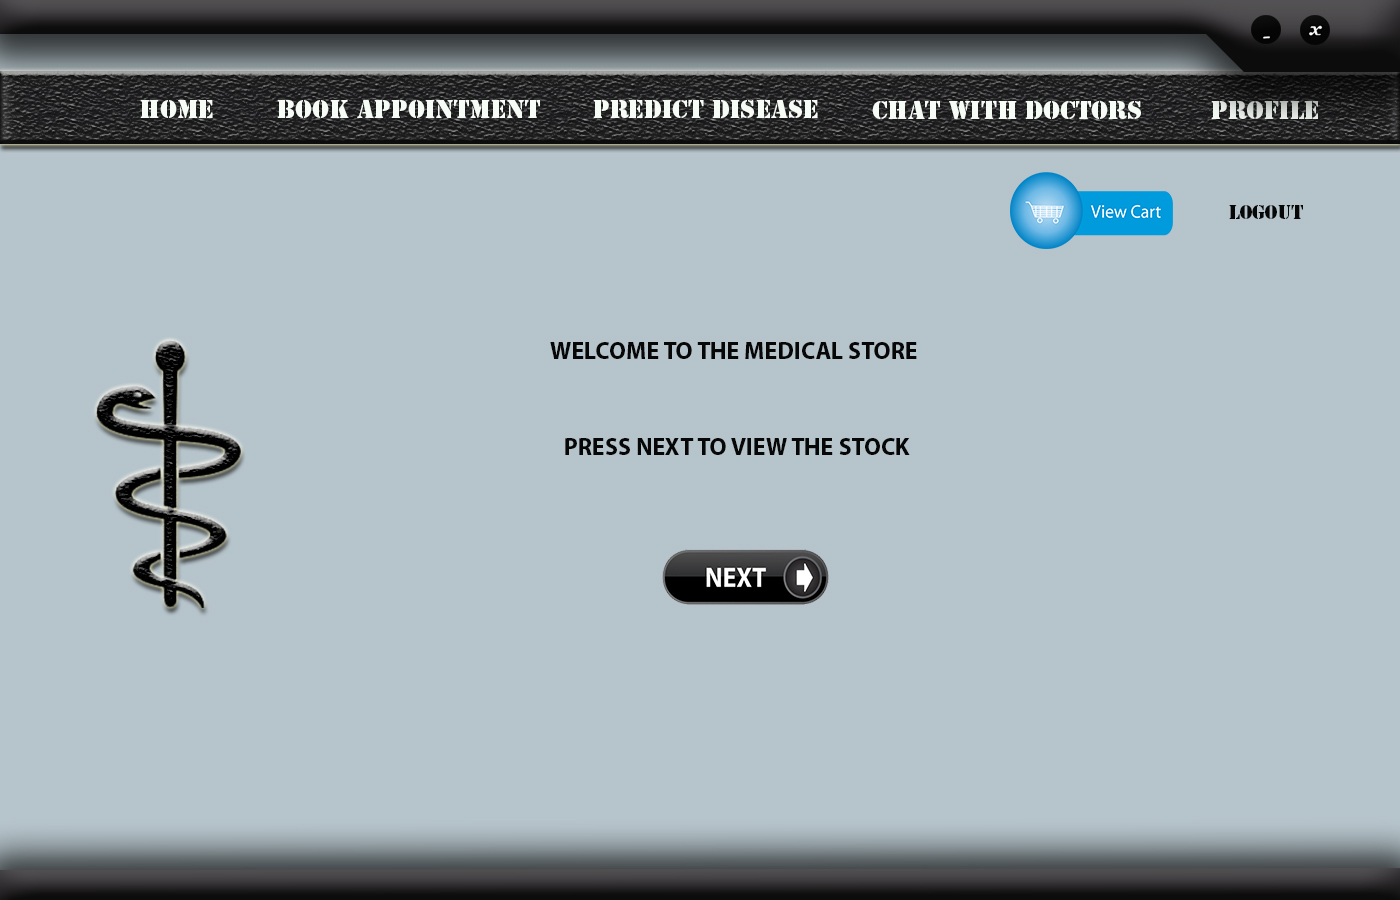 _ x
HOME BOOK APPOINTMENT PREDICT DISEASE CHAT WITH DOCTORS PROFILE
View Cart LOGOUT
WELCOME TO THE MEDICAL STORE
PRESS NEXT TO VIEW THE STOCK
NEXT